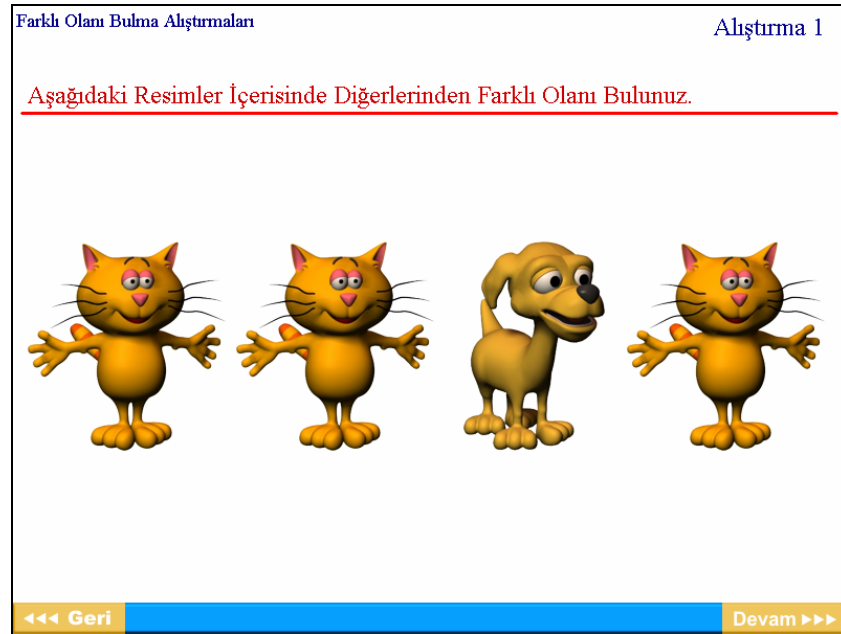 Farklı Olanı Bulma Alıştırmaları
Alıştırma 1
Aşağıdaki Resimler İçerisinde Diğerlerinden Farklı Olanı Bulunuz.
◄◄◄ Geri
Devam ►►►